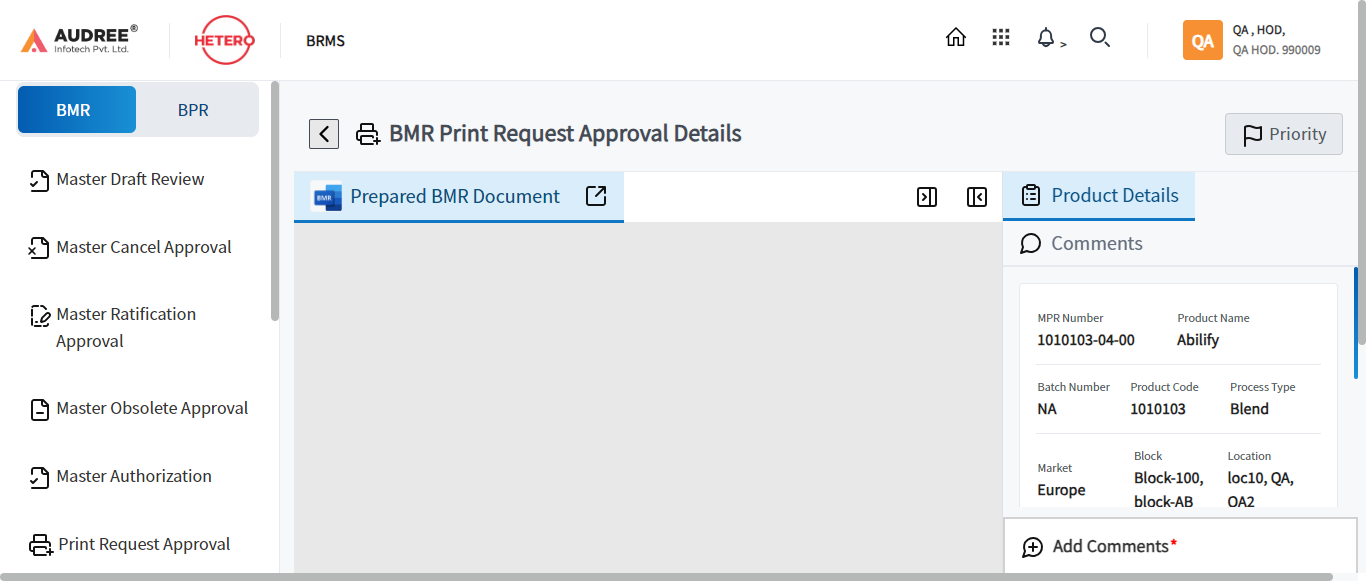 AUDREE®
Infotech Pvt. Ltd.
HETERO
BRMS
>
QA
QA , HOD,
QA HOD. 990009
BMR
BPR
Master Draft Review
Master Cancel Approval
Master Ratification
Approval
Master Obsolete Approval
Master Authorization
Print Request Approval
BMR Print Request Approval Details
Priority
BMR
Prepared BMR Document
Product Details
Comments
MPR Number
Product Name
1010103-04-00
Abilify
Batch Number
Product Code
Process Type
NA
1010103
Blend
Market
Europe
Block
Block-100,
block-AB
Location
loc10, QA,
QA2
Add Comments*